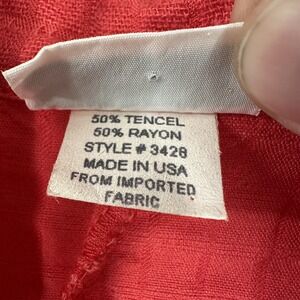 50% TENCEL
50% RAYON
STYLE # 3428
MADE IN USA
FROM IMPORTED
FABRIC